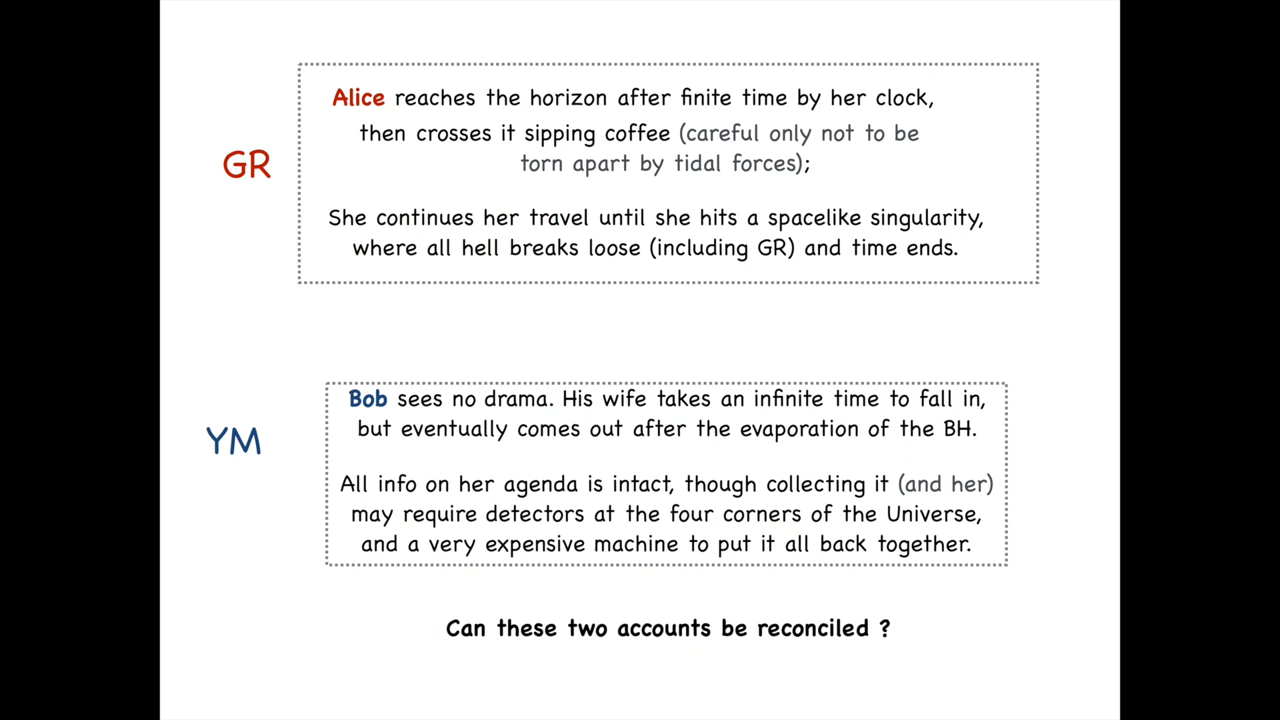 GR
Alice reaches the horizon after finite time by her clock,
then crosses it sipping coffee (careful only not to be
torn apart by tidal forces);
She continues her travel until she hits a spacelike singularity,
where all hell breaks loose (including GR) and time ends.
YM
Bob sees no drama. His wife takes an infinite time to fall in,
but eventually comes out after the evaporation of the BH.
All info on her agenda is intact, though collecting it (and her)
may require detectors at the four corners of the Universe,
and a very expensive machine to put it all back together.
Can these two accounts be reconciled ?